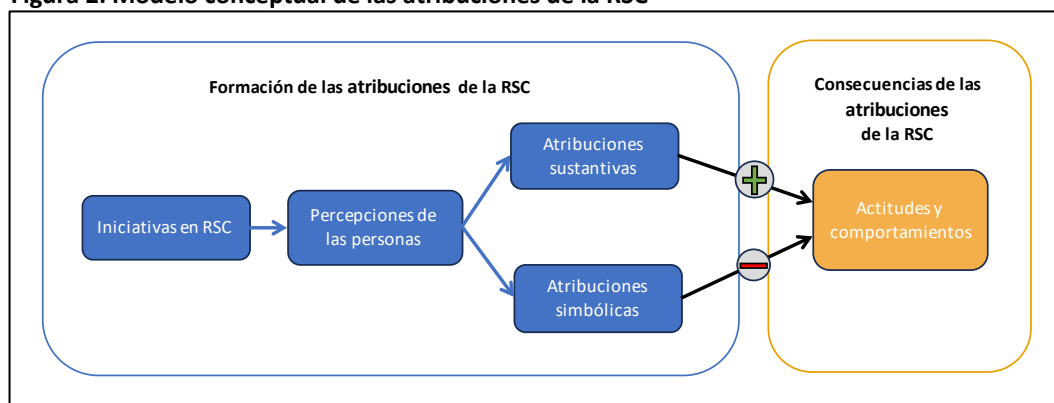 Figura 2. Modelo conceptual de las atribuciones de la RSC
Formación de las atribuciones de la RSC
Consecuencias de las
atribuciones
de la RSC
Iniciativas en RSC
Percepciones de
las personas
Atribuciones
sustantivas
Atribuciones
simbólicas
Actitudes y
comportamientos